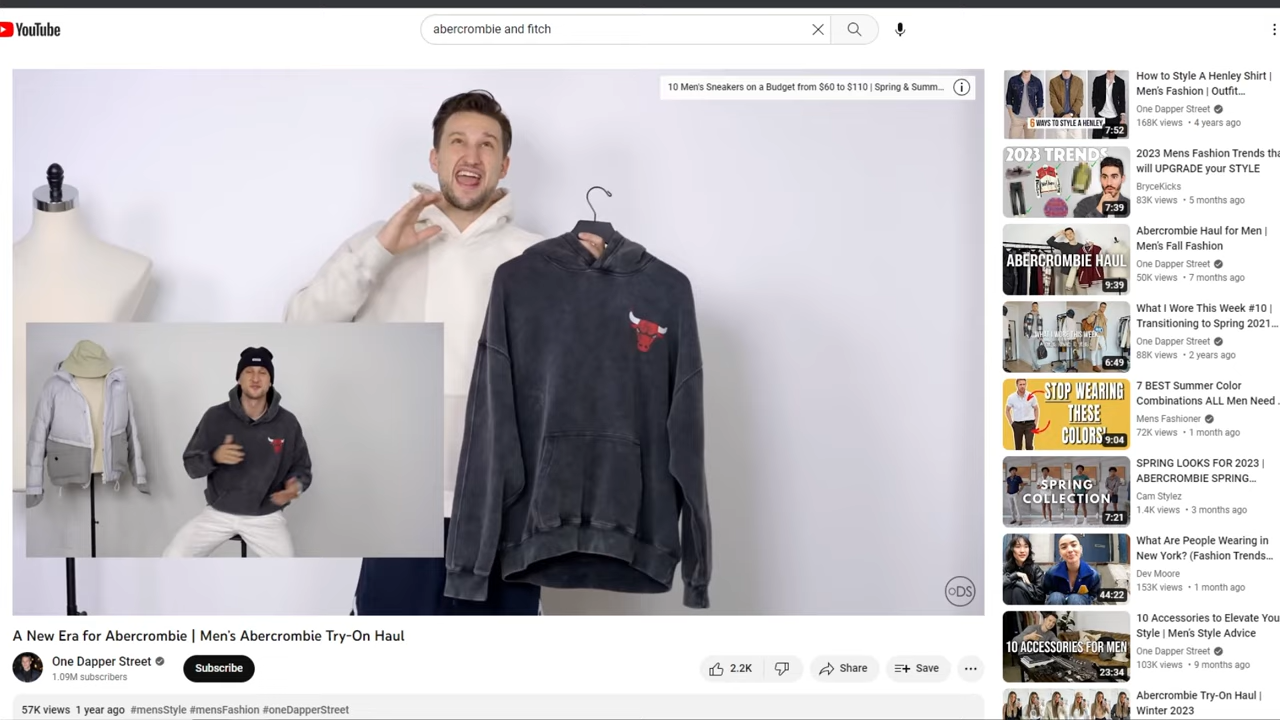 YouTube
abercrombie and fitch
10 Men's Sneakers on a Budget from $60 to $110 | Spring & Summ...
ODS
A New Era for Abercrombie | Men's Abercrombie Try-On Haul
One Dapper Street
1.09M subscribers
Subscribe
2.2K
Share
Save
57K views 1 year ago #mensStyle #mensFashion #oneDapperStreet
6 WAYS TO STYLE A HENLEY
7:52
How to Style A Henley Shirt |
Men's Fashion | Outfit...
One Dapper Street
168K views • 4 years ago
2023 TRENDS
7:39
2023 Mens Fashion Trends tha
will UPGRADE your STYLE
BryceKicks
83K views • 5 months ago
ABERCROMBIE HAUL
9:39
Abercrombie Haul for Men |
Men's Fall Fashion
One Dapper Street
50K views • 7 months ago
WHAT I WORE THIS WEEK
6:49
What I Wore This Week #10 |
Transitioning to Spring 2021...
One Dapper Street
88K views • 2 years ago
STOP WEARING
THESE
COLORS!
9:04
7 BEST Summer Color
Combinations ALL Men Need .
Mens Fashioner
72K views • 1 month ago
SPRING
COLLECTION
7:21
SPRING LOOKS FOR 2023 |
ABERCROMBIE SPRING...
Cam Stylez
1.4K views • 3 months ago
44:22
What Are People Wearing in
New York? (Fashion Trends...
Dev Moore
153K views • 1 month ago
10 ACCESSORIES FOR MEN
23:34
10 Accessories to Elevate You
Style | Men's Style Advice
One Dapper Street
103K views • 9 months ago
Abercrombie Try-On Haul |
Winter 2023